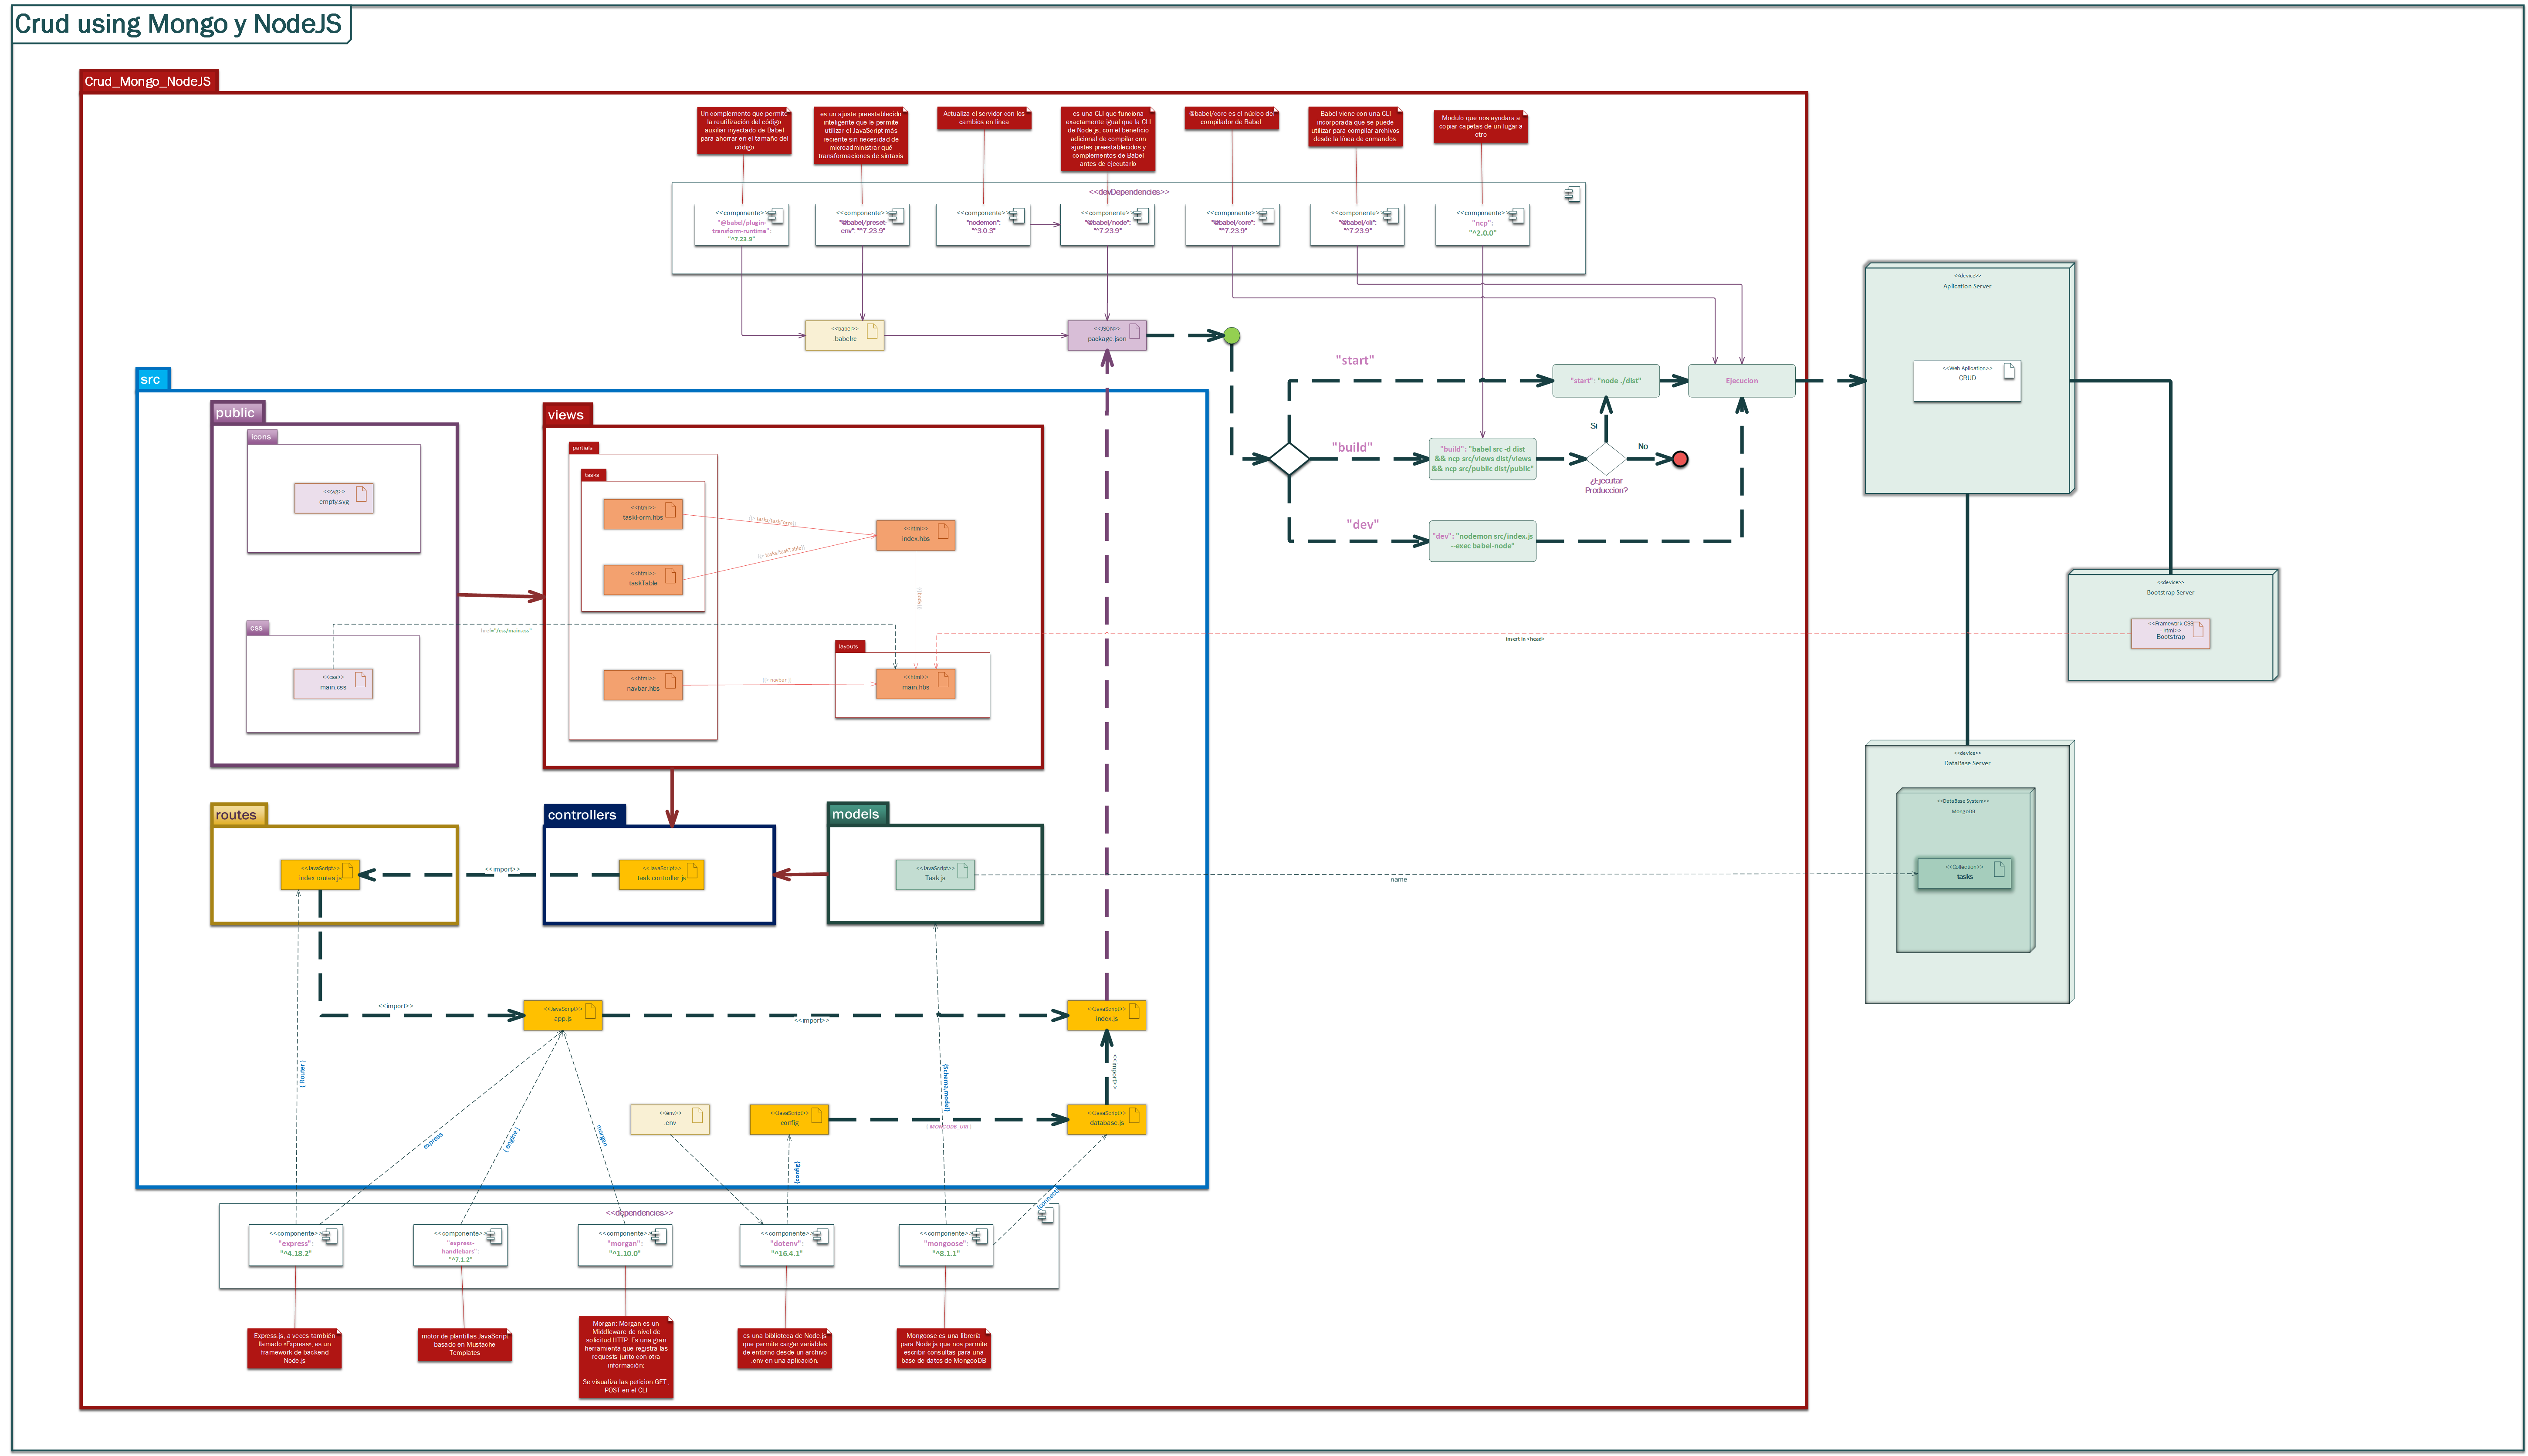 Crud using Mongo y NodeJS
Crud_Mongo_NodeJS
Un complemento que permite
la reutilización del código
auxiliar inyectado de Babel
para ahorrar en el tamaño del
código
es un ajuste preestablecido
inteligente que le permite
utilizar el JavaScript más
reciente sin necesidad de
microadministrar qué
transformaciones de sintaxis
Actualiza el servidor con los
cambios en linea
es una CLI que funciona
exactamente igual que la CLI
de Node.js, con el beneficio
adicional de compilar con
ajustes preestablecidos y
complementos de Babel
antes de ejecutarlo
@babel/core es el núcleo del
compilador de Babel.
Babel viene con una CLI
incorporada que se puede
utilizar para compilar archivos
desde la línea de comandos.
Modulo que nos ayudara a
copiar capetas de un lugar a
otro
<<devDependencies>>
<<componente>>
"@babel/plugin-
transform-runtime":
"^7.23.9"
<<componente>>
"@babel/preset-
env": "^7.23.9"
<<componente>>
"nodemon":
"^3.0.3"
<<componente>>
"@babel/node":
"^7.23.9"
<<componente>>
"@babel/core":
"^7.23.9"
<<componente>>
"@babel/cli":
"^7.23.9"
<<componente>>
"ncp":
"^2.0.0"
<<babel>>
.babelrc
<<JSON>>
package.json
"start"
"start": "node ./dist"
Ejecucion
"build"
"build": "babel src -d dist
&& ncp src/views dist/views
&& ncp src/public dist/public"
Si
No
¿Ejecutar
Produccion?
"dev"
"dev": "nodemon src/index.js
--exec babel-node"
<<device>>
Aplication Server
<<Web Aplication>>
CRUD
<<device>>
Bootstrap Server
<<Framework CSS
- html>>
Bootstrap
insert in <head>
<<device>>
DataBase Server
<<DataBase System>>
MongoDB
<<Collection>>
tasks
name
src
public
icons
<<svg>>
empty.svg
css
<<css>>
main.css
href="/css/main.css"
views
partials
tasks
<<html>>
taskForm.hbs
{{> tasks/taskForm}}
<<html>>
taskTable
{{> tasks/taskTable}}
<<html>>
index.hbs
<<html>>
navbar.hbs
{{> navbar }}
layouts
<<html>>
main.hbs
routes
<<JavaScript>>
index.routes.js
<<import>>
controllers
<<JavaScript>>
task.controller.js
models
<<JavaScript>>
Task.js
<<import>>
<<JavaScript>>
app.js
<<import>>
<<JavaScript>>
index.js
<<import>>
{ Router }
express
{ engine }
morgan
{Schema,model}
<<env>>
.env
<<JavaScript>>
config
{ MONGODB_URI }
<<JavaScript>>
database.js
{config}
{connect}
<<dependencies>>
<<componente>>
"express":
"^4.18.2"
<<componente>>
"express-
handlebars":
"^7.1.2"
<<componente>>
"morgan":
"^1.10.0"
<<componente>>
"dotenv":
"^16.4.1"
<<componente>>
"mongoose":
"^8.1.1"
Express.js, a veces también
llamado «Express», es un
framework de backend
Node.js
motor de plantillas JavaScript
basado en Mustache
Templates
Morgan: Morgan es un
Middleware de nivel de
solicitud HTTP. Es una gran
herramienta que registra las
requests junto con otra
información:
Se visualiza las peticion GET ,
POST en el CLI
es una biblioteca de Node.js
que permite cargar variables
de entorno desde un archivo
.env en una aplicación.
Mongoose es una librería
para Node.js que nos permite
escribir consultas para una
base de datos de MongooDB